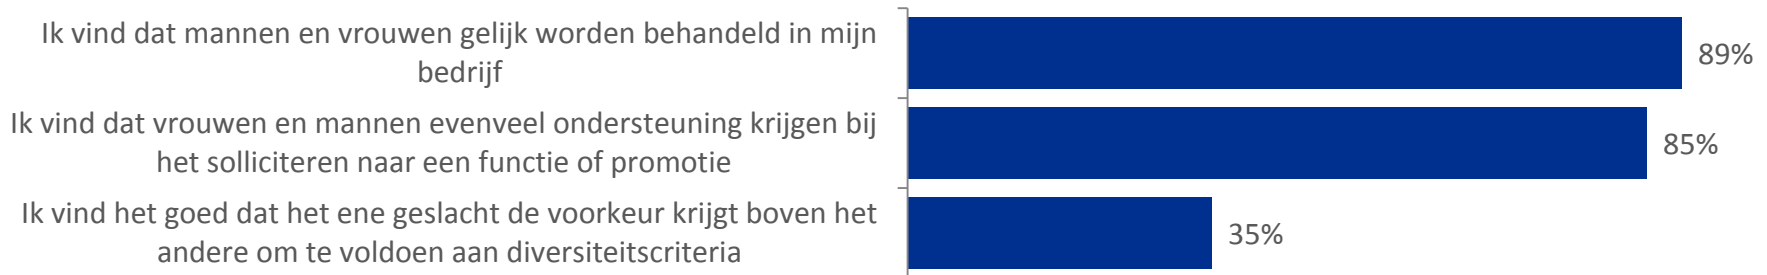 Ik vind dat mannen en vrouwen gelijk worden behandeld in mijn
bedrijf
89%
Ik vind dat vrouwen en mannen evenveel ondersteuning krijgen bij
het solliciteren naar een functie of promotie
85%
Ik vind het goed dat het ene geslacht de voorkeur krijgt boven het
andere om te voldoen aan diversiteitscriteria
35%